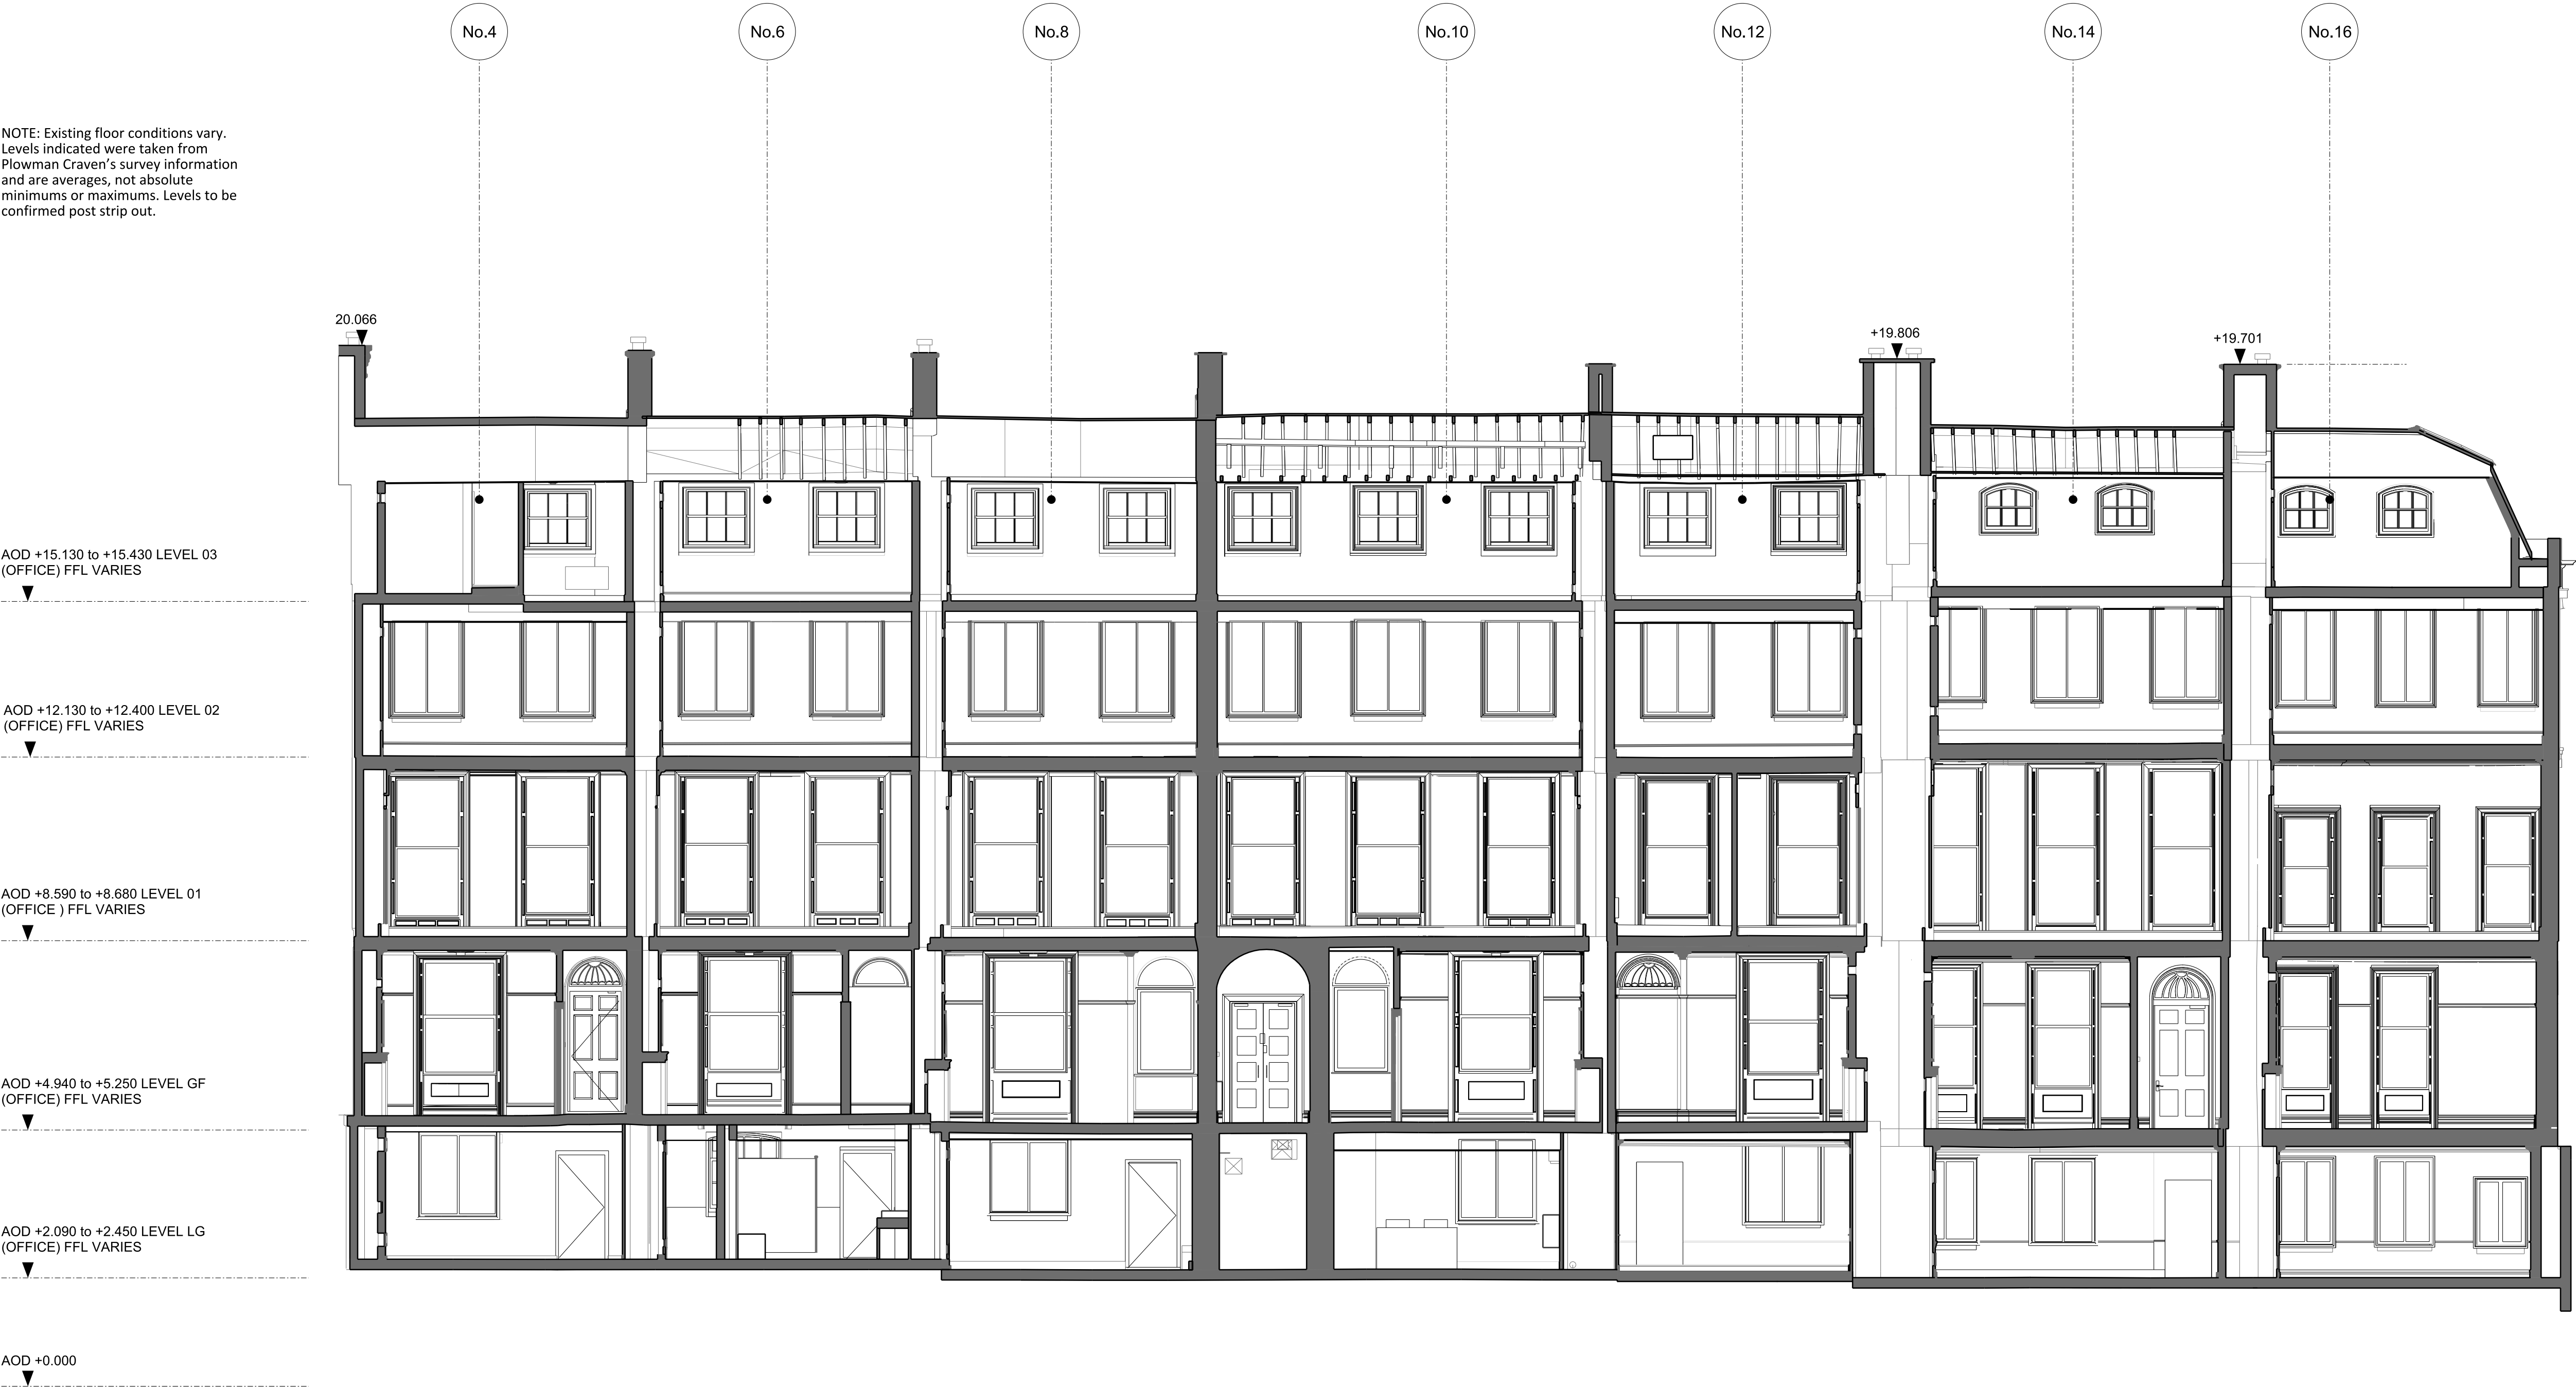 No.4
No.6
No.8
No.10
No.12
No.14
No.16
NOTE: Existing floor conditions vary.
Levels indicated were taken from
Plowman Craven's survey information
and are averages, not absolute
minimums or maximums. Levels to be
confirmed post strip out.
20.066
+19.806
+19.701
AOD +15.130 to +15.430 LEVEL 03
(OFFICE) FFL VARIES
AOD +12.130 to +12.400 LEVEL 02
(OFFICE) FFL VARIES
AOD +8.590 to +8.680 LEVEL 01
(OFFICE ) FFL VARIES
AOD +4.940 to +5.250 LEVEL GF
(OFFICE) FFL VARIES
AOD +2.090 to +2.450 LEVEL LG
(OFFICE) FFL VARIES
AOD +0.000